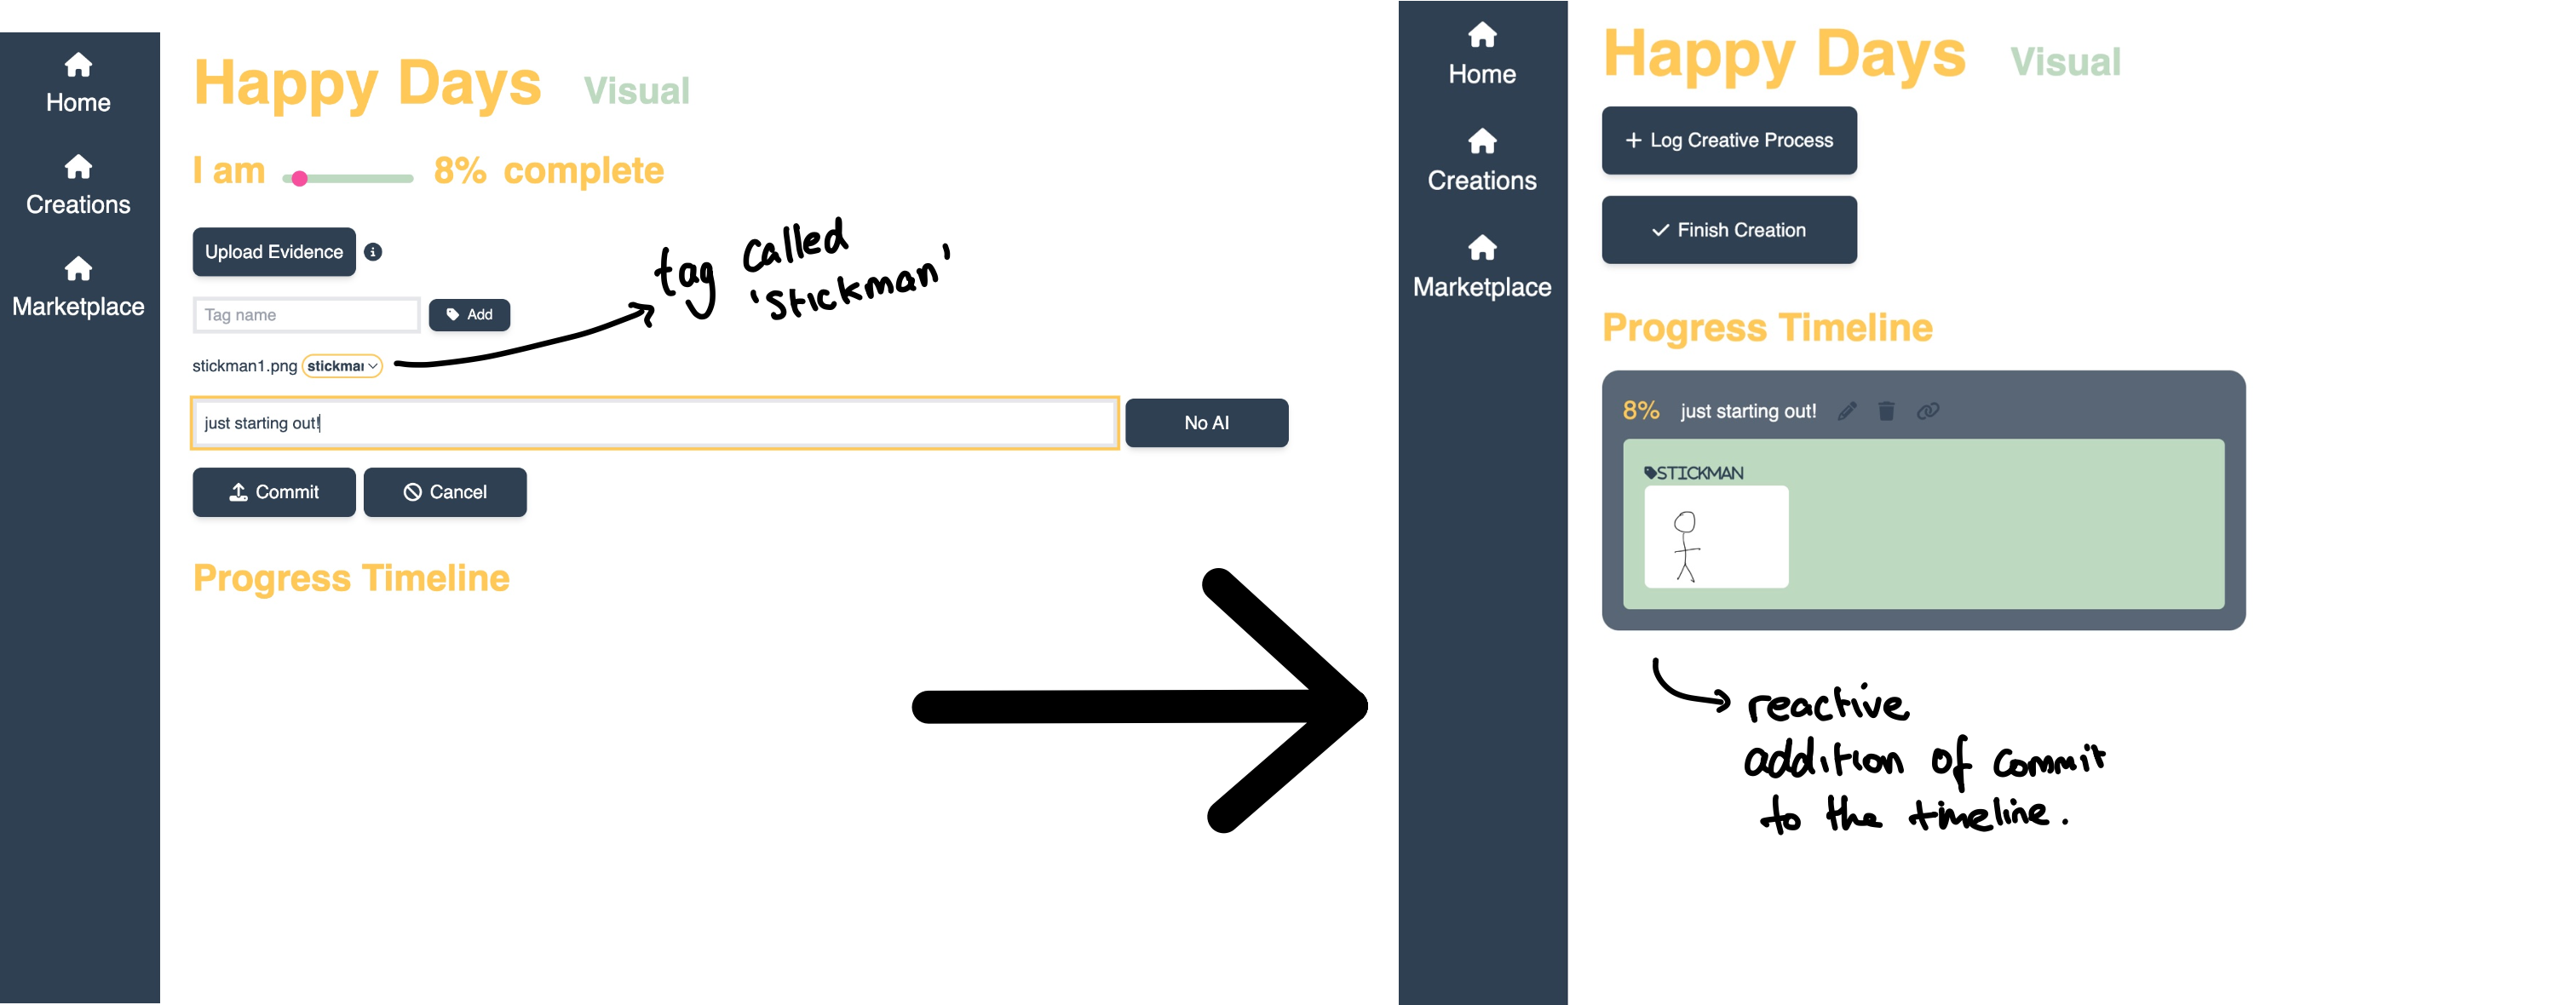 Home
Creations
Marketplace
Happy Days Visual
I am 8% complete
Upload Evidence
Tag name Add
stickman1.png stickmai
just starting out! No AI
Commit Cancel
Progress Timeline
tag called
'stickman'
Home
Creations
Marketplace
Happy Days Visual
+ Log Creative Process
Finish Creation
Progress Timeline
8% just starting out!
STICKMAN
reactive
addition of commit
to the timeline.